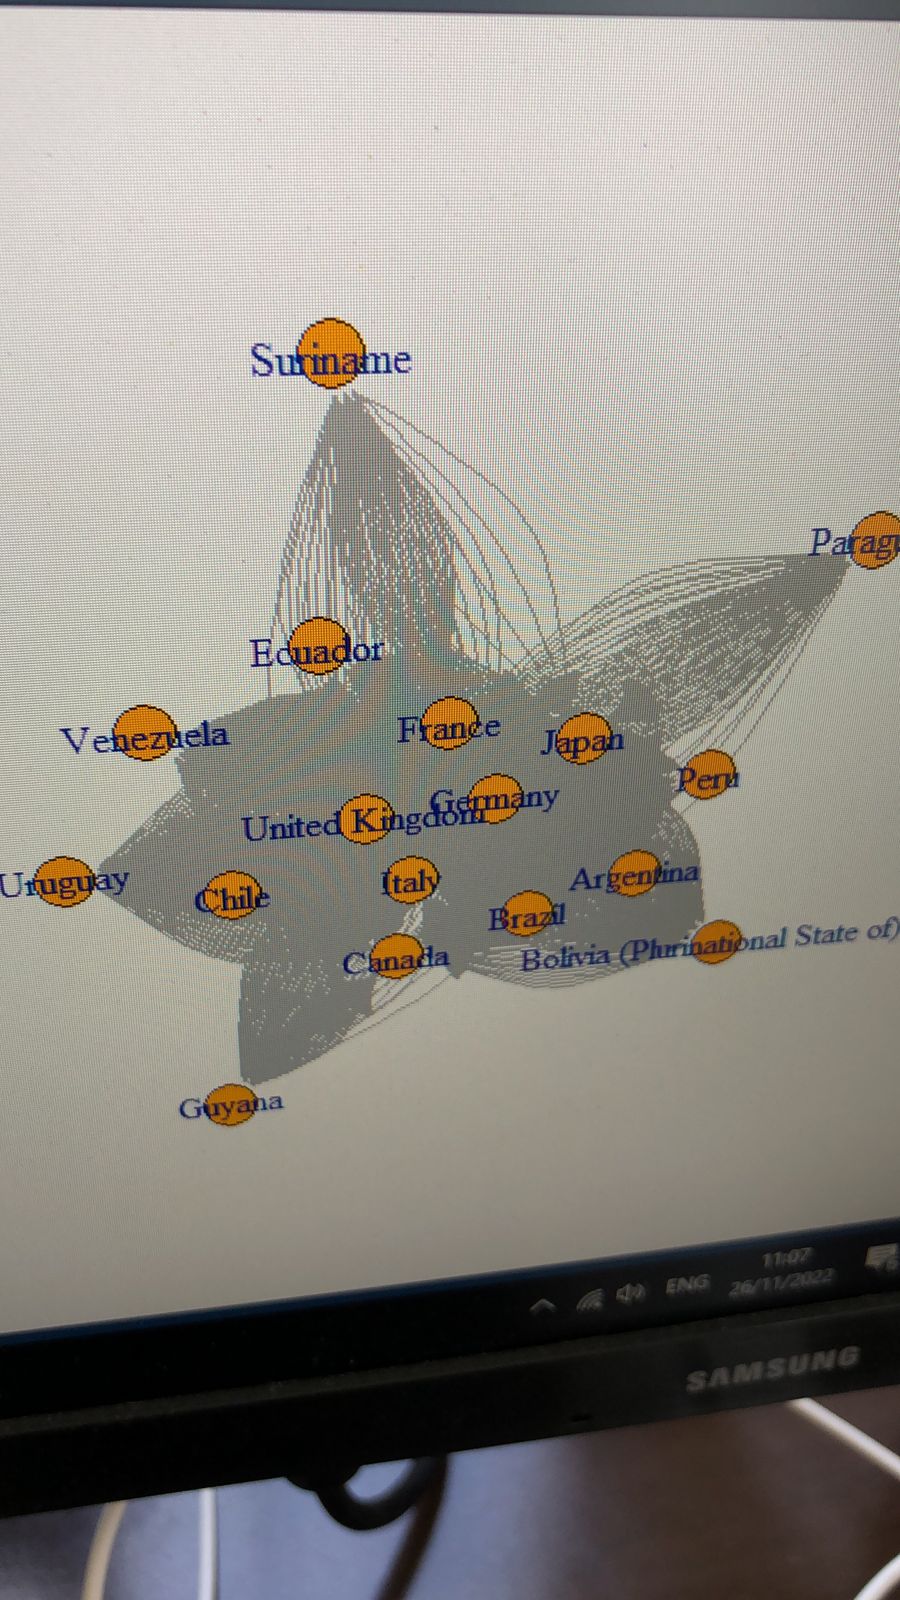 Suriname
Parag
Ecuador
Venezuela
France
Japan
Peru
Germany
United Kingdom
Uruguay
Chile
Italy
Argentina
Brazil
Canada
Bolivia (Plurinational State of)
Guyana
11:07
ENG
26/11/2022
SAMSUNG